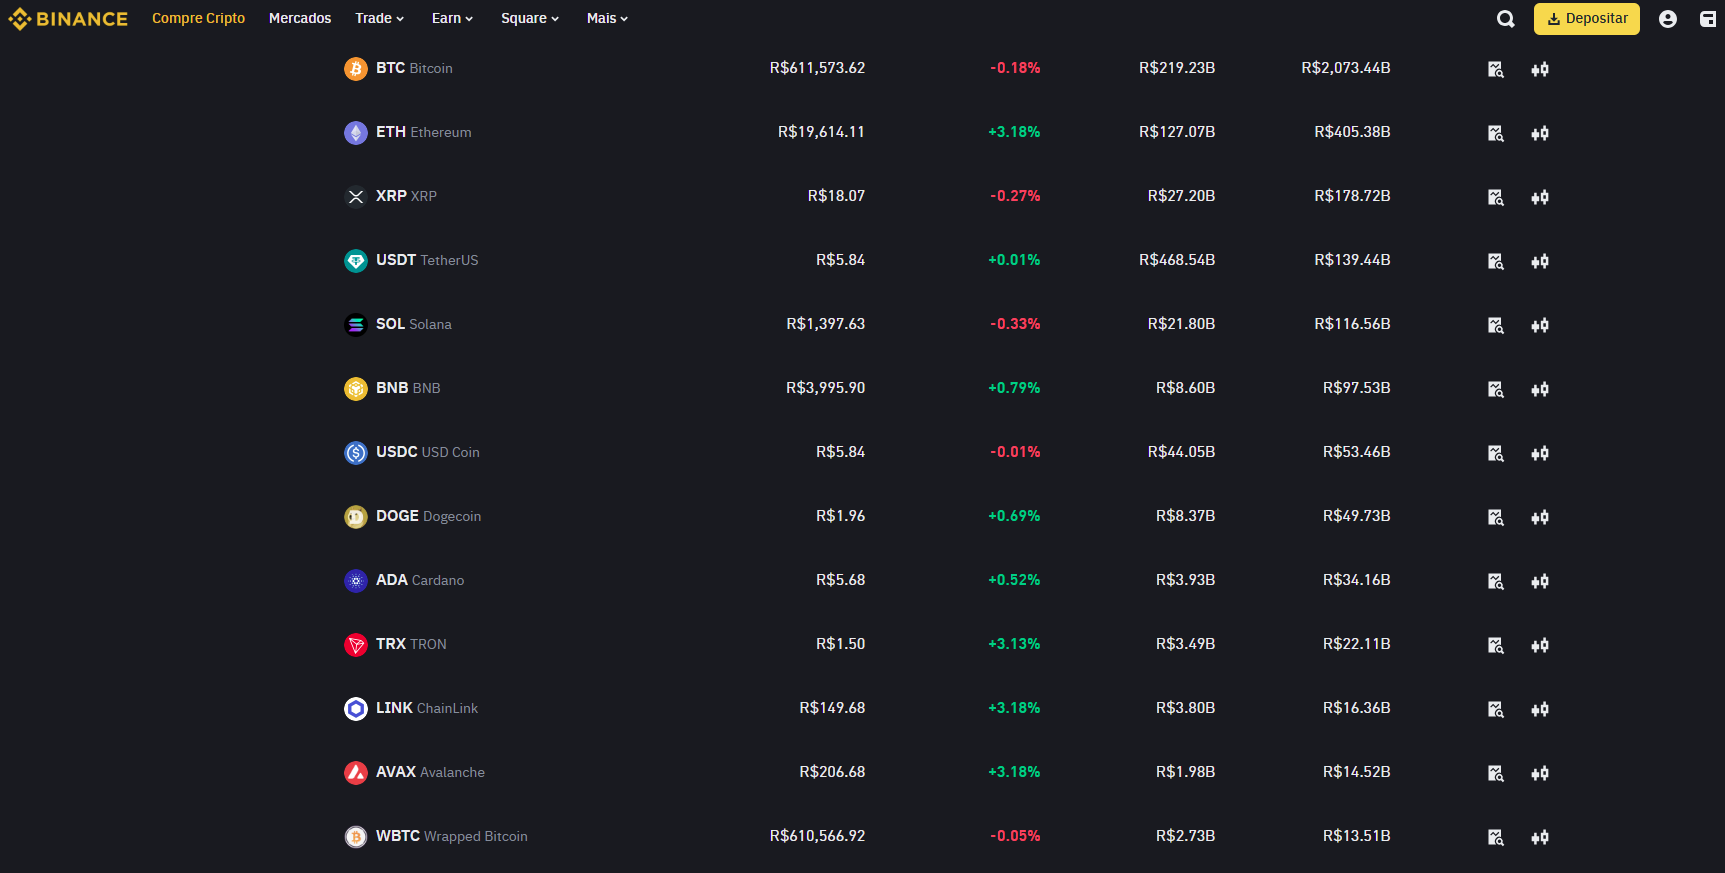 BINANCE Compre Cripto Mercados Trade Earn Square Mais Depositar
BTC Bitcoin R$611,573.62 -0.18% R$219.23B R$2,073.44B
ETH Ethereum R$19,614.11 +3.18% R$127.07B R$405.38B
XRP XRP R$18.07 -0.27% R$27.20B R$178.72B
USDT TetherUS R$5.84 +0.01% R$468.54B R$139.44B
SOL Solana R$1,397.63 -0.33% R$21.80B R$116.56B
BNB BNB R$3,995.90 +0.79% R$8.60B R$97.53B
USDC USD Coin R$5.84 -0.01% R$44.05B R$53.46B
DOGE Dogecoin R$1.96 +0.69% R$8.37B R$49.73B
ADA Cardano R$5.68 +0.52% R$3.93B R$34.16B
TRX TRON R$1.50 +3.13% R$3.49B R$22.11B
LINK ChainLink R$149.68 +3.18% R$3.80B R$16.36B
AVAX Avalanche R$206.68 +3.18% R$1.98B R$14.52B
WBTC Wrapped Bitcoin R$610,566.92 -0.05% R$2.73B R$13.51B